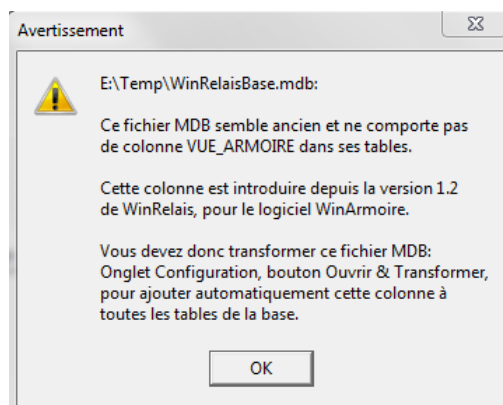 Avertissement
E:\Temp\WinRelaisBase.mdb:
Ce fichier MDB semble ancien et ne comporte pas
de colonne VUE_ARMOIRE dans ses tables.
Cette colonne est introduire depuis la version 1.2
de WinRelais, pour le logiciel WinArmoire.
Vous devez donc transformer ce fichier MDB:
Onglet Configuration, bouton Ouvrir & Transformer,
pour ajouter automatiquement cette colonne à
toutes les tables de la base.
OK